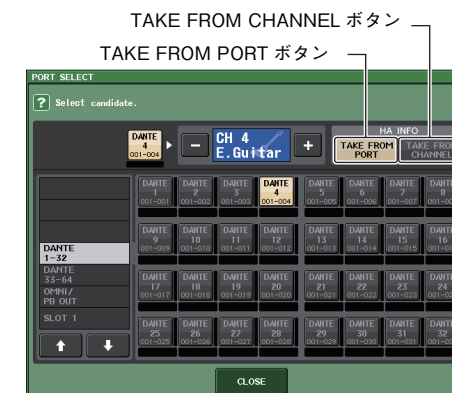 TAKE FROM CHANNEL ボタン
TAKE FROM PORT ボタン
PORT SELECT
? Select candidate.
HA INFO
DANTE 4 001-004
−
CH 4 E.Guitar
+
TAKE FROM PORT
TAKE FROM CHANNEL
DANTE 1 001-001
DANTE 2 001-002
DANTE 3 001-003
DANTE 4 001-004
DANTE 5 001-005
DANTE 6 001-006
DANTE 7 001-007
DANTE 8
DANTE 9 001-009
DANTE 10 001-010
DANTE 11 001-011
DANTE 12 001-012
DANTE 13 001-013
DANTE 14 001-014
DANTE 15 001-015
DANTE 16
DANTE 1-32
DANTE 33-64
OMNI/ PB OUT
SLOT 1
DANTE 17 001-017
DANTE 18 001-018
DANTE 19 001-019
DANTE 20 001-020
DANTE 21 001-021
DANTE 22 001-022
DANTE 23 001-023
DANTE 24
DANTE 25 001-025
DANTE 26 001-026
DANTE 27 001-027
DANTE 28 001-028
DANTE 29 001-029
DANTE 30 001-030
DANTE 31 001-031
DANTE 32
CLOSE